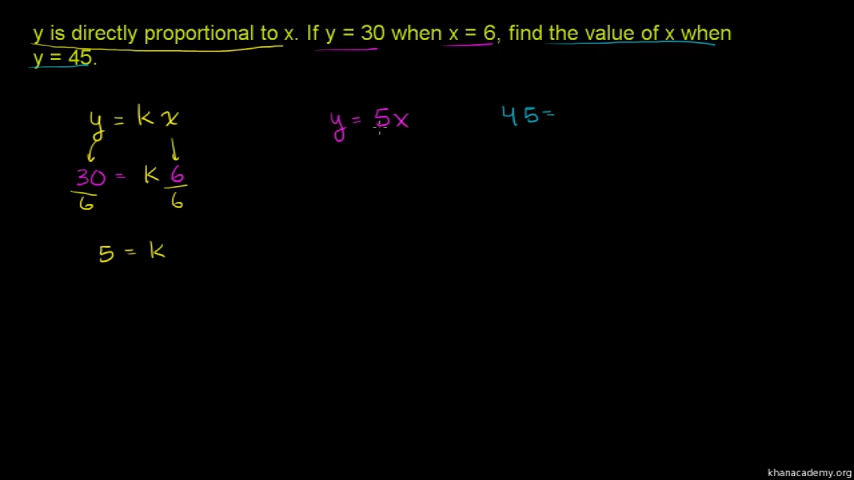 y is directly proportional to x. If y = 30 when x = 6, find the value of x when
y = 45.
y = k x
y = 5x
45=
30 = k 6
6 6
5 = k
khanacademy.org